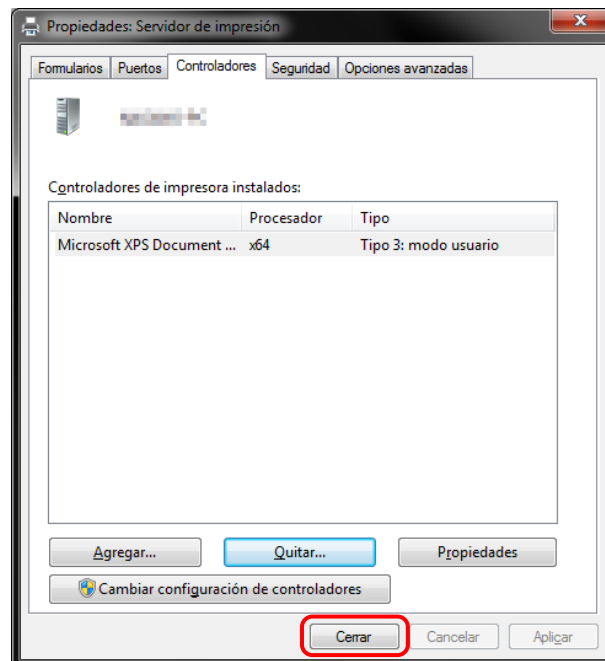 Propiedades: Servidor de impresión
Formularios Puertos Controladores Seguridad Opciones avanzadas
Controladores de impresora instalados:
Nombre Procesador Tipo
Microsoft XPS Document ... x64 Tipo 3: modo usuario
Agregar... Quitar... Propiedades
Cambiar configuración de controladores
Cerrar Cancelar Aplicar